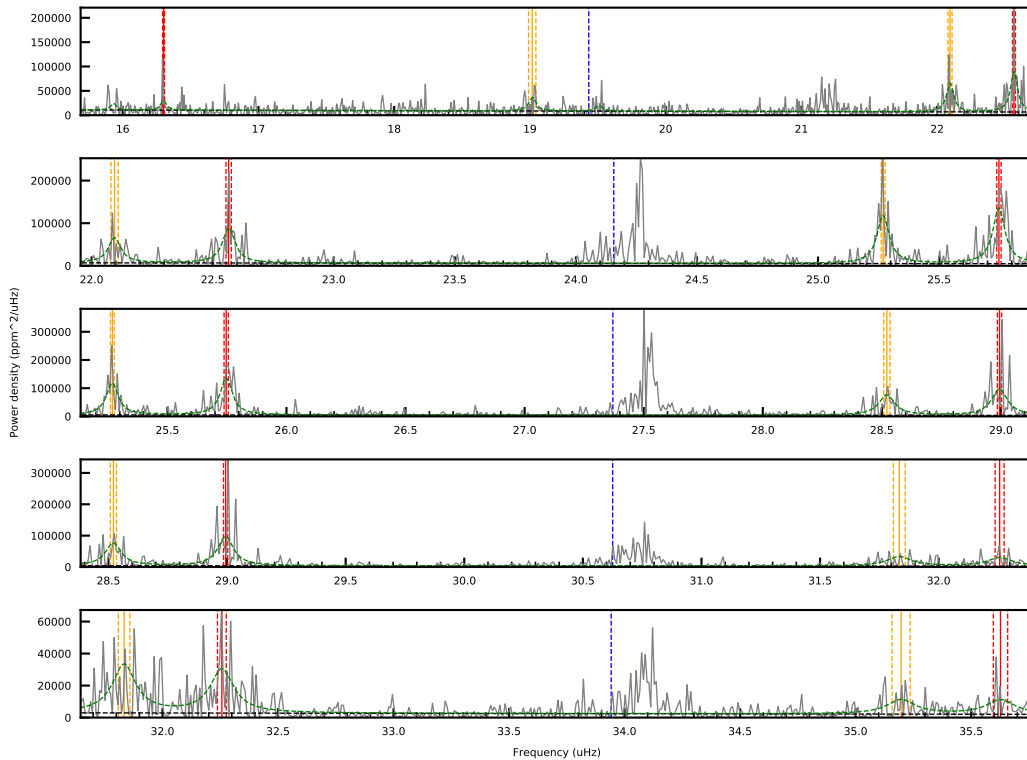 200000
150000
100000
50000
0
16 17 18 19 20 21 22
200000
100000
0
22.0 22.5 23.0 23.5 24.0 24.5 25.0 25.5
Power density (ppm^2/uHz)
300000
200000
100000
0
25.5 26.0 26.5 27.0 27.5 28.0 28.5 29.0
300000
200000
100000
0
28.5 29.0 29.5 30.0 30.5 31.0 31.5 32.0
60000
40000
20000
0
32.0 32.5 33.0 33.5 34.0 34.5 35.0 35.5
Frequency (uHz)